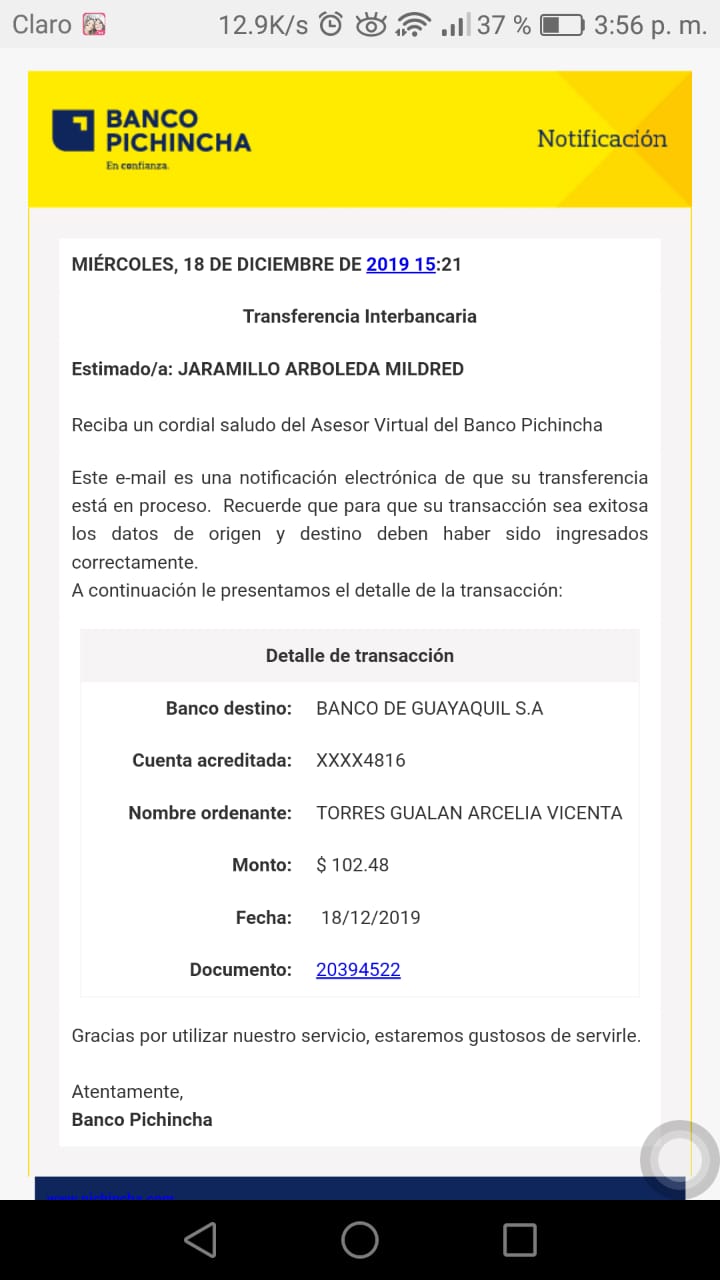 Claro 12.9K/s 37 % 3:56 p. m.
BANCO
PICHINCHA
En confianza.
Notificación
MIÉRCOLES, 18 DE DICIEMBRE DE 2019 15:21
Transferencia Interbancaria
Estimado/a: JARAMILLO ARBOLEDA MILDRED
Reciba un cordial saludo del Asesor Virtual del Banco Pichincha
Este e-mail es una notificación electrónica de que su transferencia
está en proceso. Recuerde que para que su transacción sea exitosa
los datos de origen y destino deben haber sido ingresados
correctamente.
A continuación le presentamos el detalle de la transacción:
Detalle de transacción
Banco destino: BANCO DE GUAYAQUIL S.A
Cuenta acreditada: XXXX4816
Nombre ordenante: TORRES GUALAN ARCELIA VICENTA
Monto: $ 102.48
Fecha: 18/12/2019
Documento: 20394522
Gracias por utilizar nuestro servicio, estaremos gustosos de servirle.
Atentamente,
Banco Pichincha
www.pichincha.com